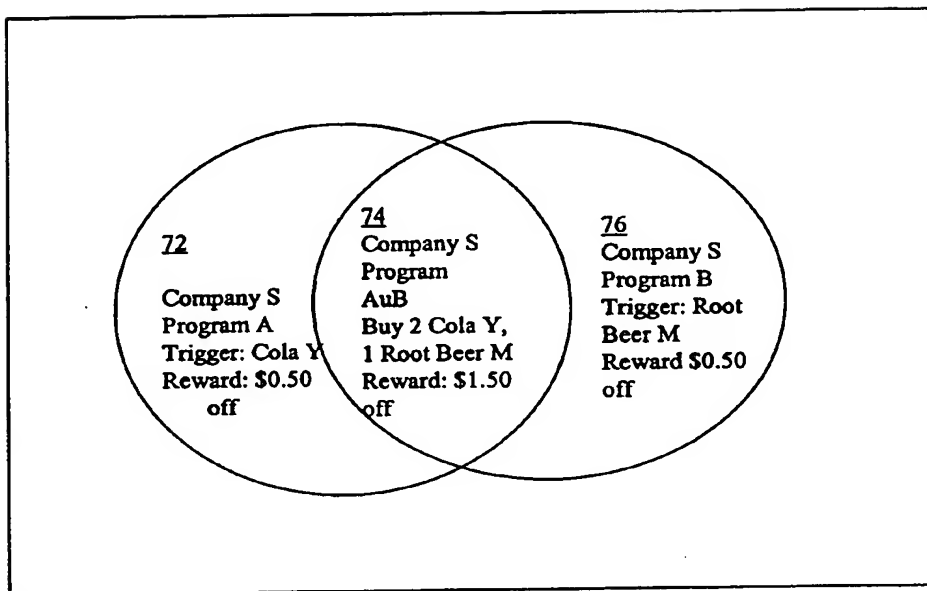 72
Company S
Program A
Trigger: Cola Y
Reward: $0.50
off
74
Company S
Program
AuB
Buy 2 Cola Y,
1 Root Beer M
Reward: $1.50
off
76
Company S
Program B
Trigger: Root
Beer M
Reward $0.50
off